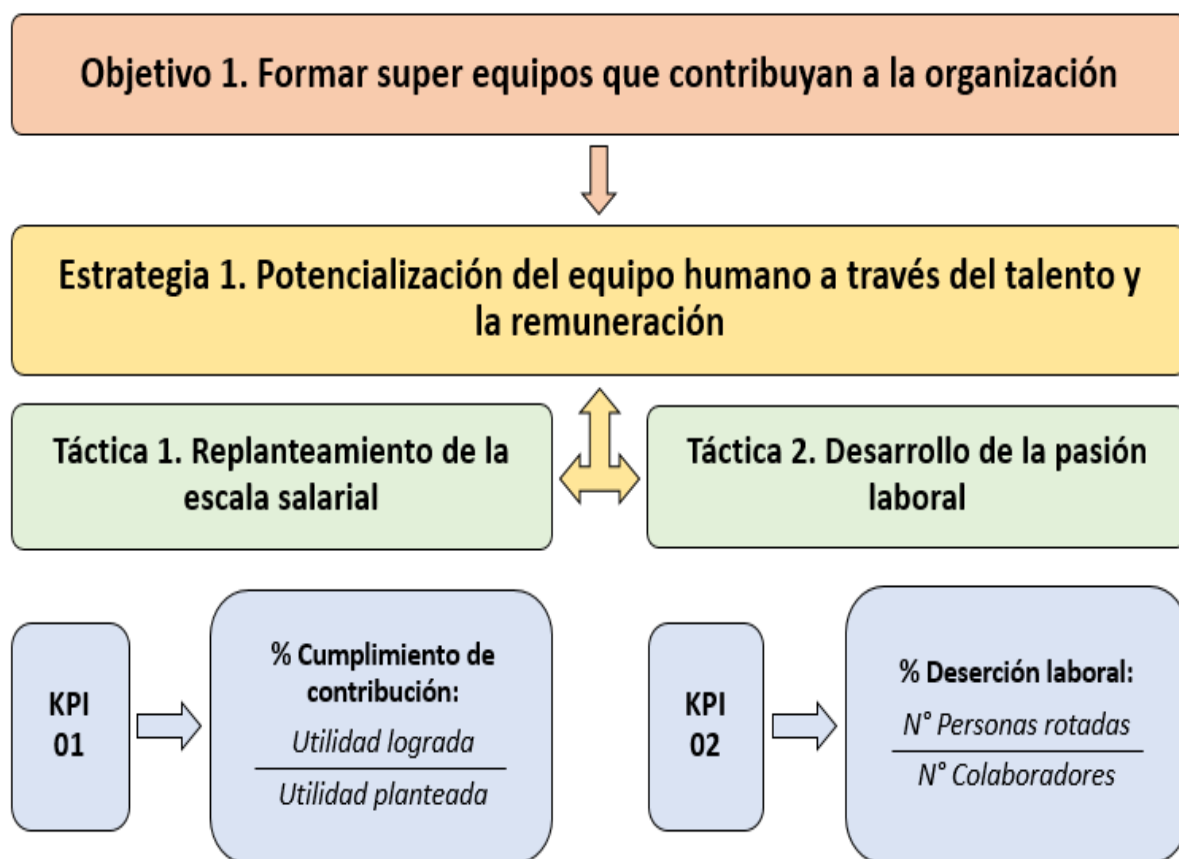 Objetivo 1. Formar super equipos que contribuyan a la organización
Estrategia 1. Potencialización del equipo humano a través del talento y
la remuneración
Táctica 1. Replanteamiento de la
escala salarial
Táctica 2. Desarrollo de la pasión
laboral
KPI
01
% Cumplimiento de
contribución:
Utilidad lograda
Utilidad planteada
KPI
02
% Deserción laboral:
N° Personas rotadas
N° Colaboradores